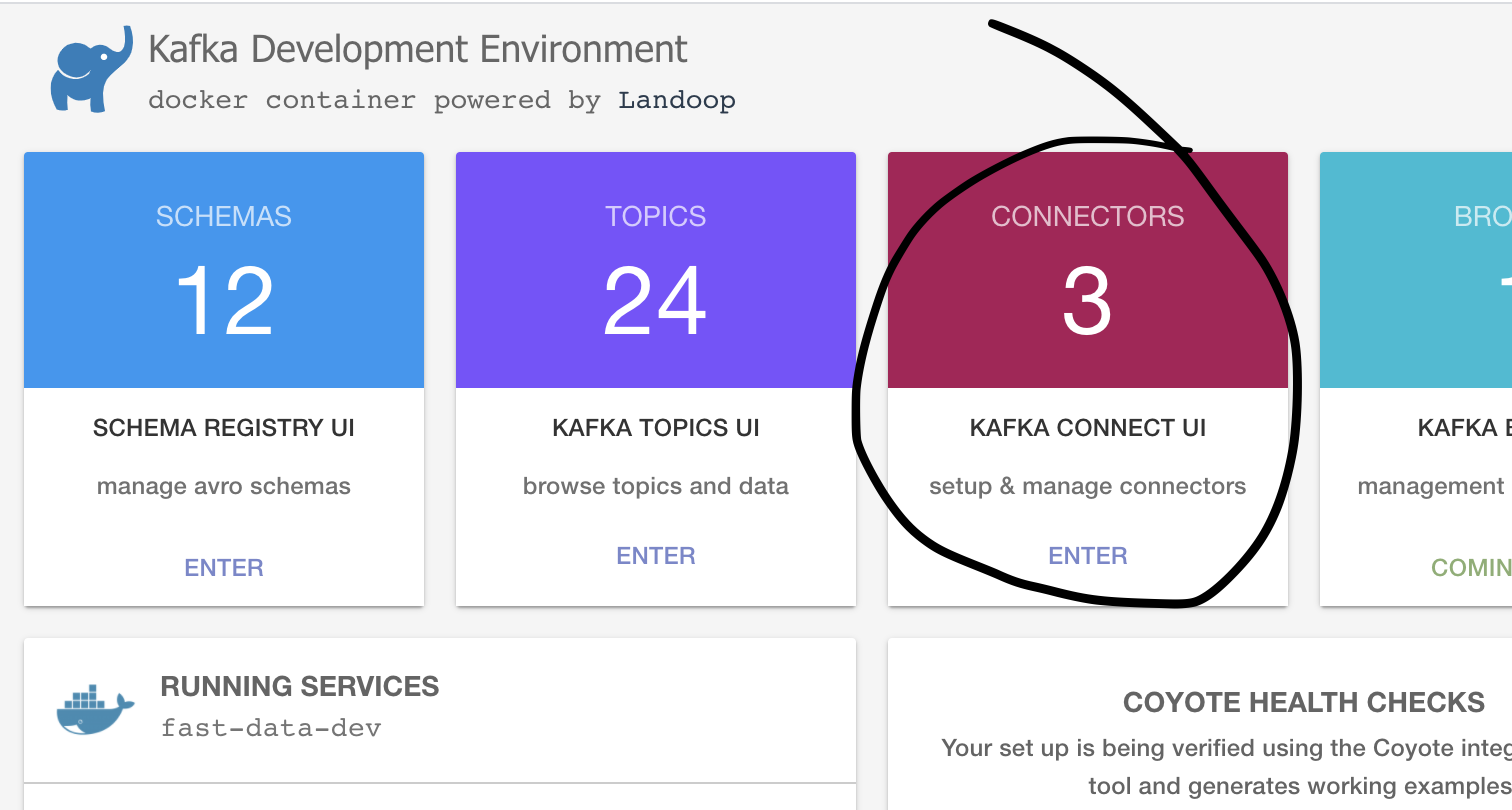 Kafka Development Environment
docker container powered by Landoop
SCHEMAS
12
SCHEMA REGISTRY UI
manage avro schemas
ENTER
TOPICS
24
KAFKA TOPICS UI
browse topics and data
ENTER
CONNECTORS
3
KAFKA CONNECT UI
setup & manage connectors
ENTER
BRO
KAFKA
management
COMIN
RUNNING SERVICES
fast-data-dev
COYOTE HEALTH CHECKS
Your set up is being verified using the Coyote integ
tool and generates working examples